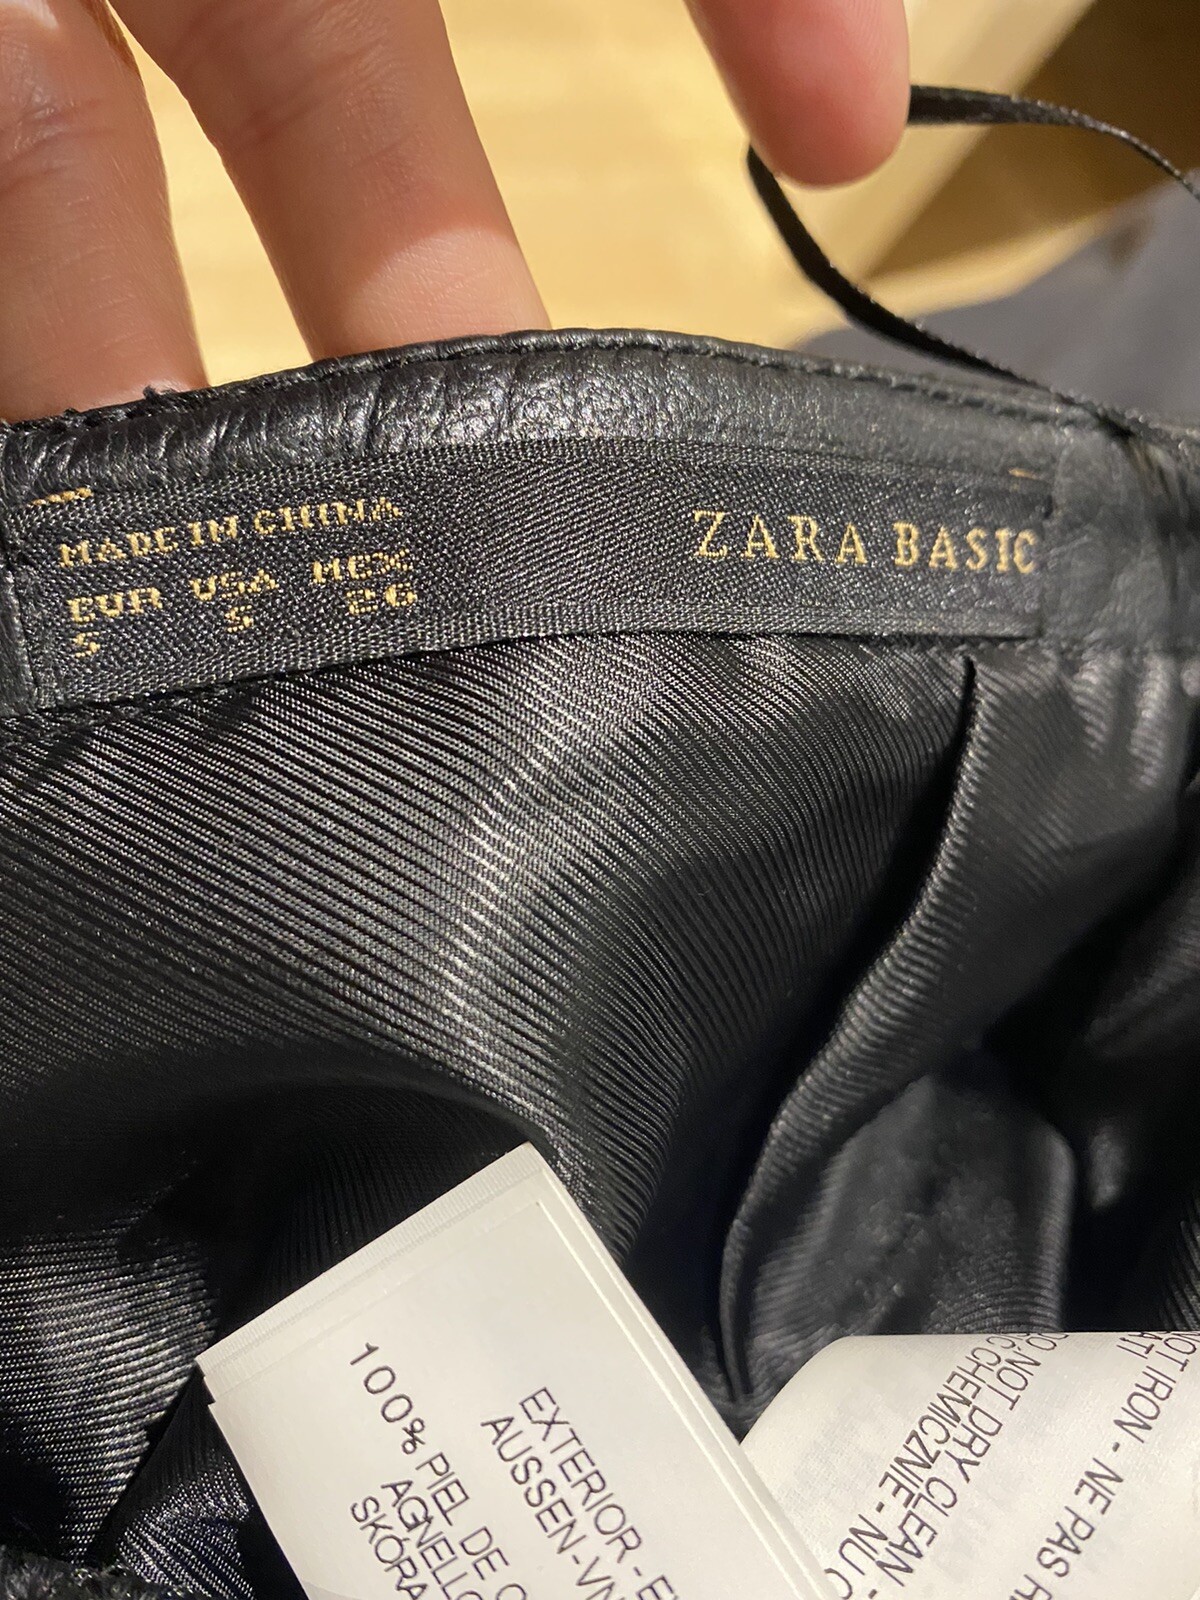 MADE IN CHINA
EUR USA MEX
S S 26
ZARA BASIC
EXTERIOR -
AUSSEN -
100% PIEL DE
AGNELLO
SKÓRA
DO NOT DRY CLEAN -
CHEMICZNIE -
NOT IRON - NE PAS